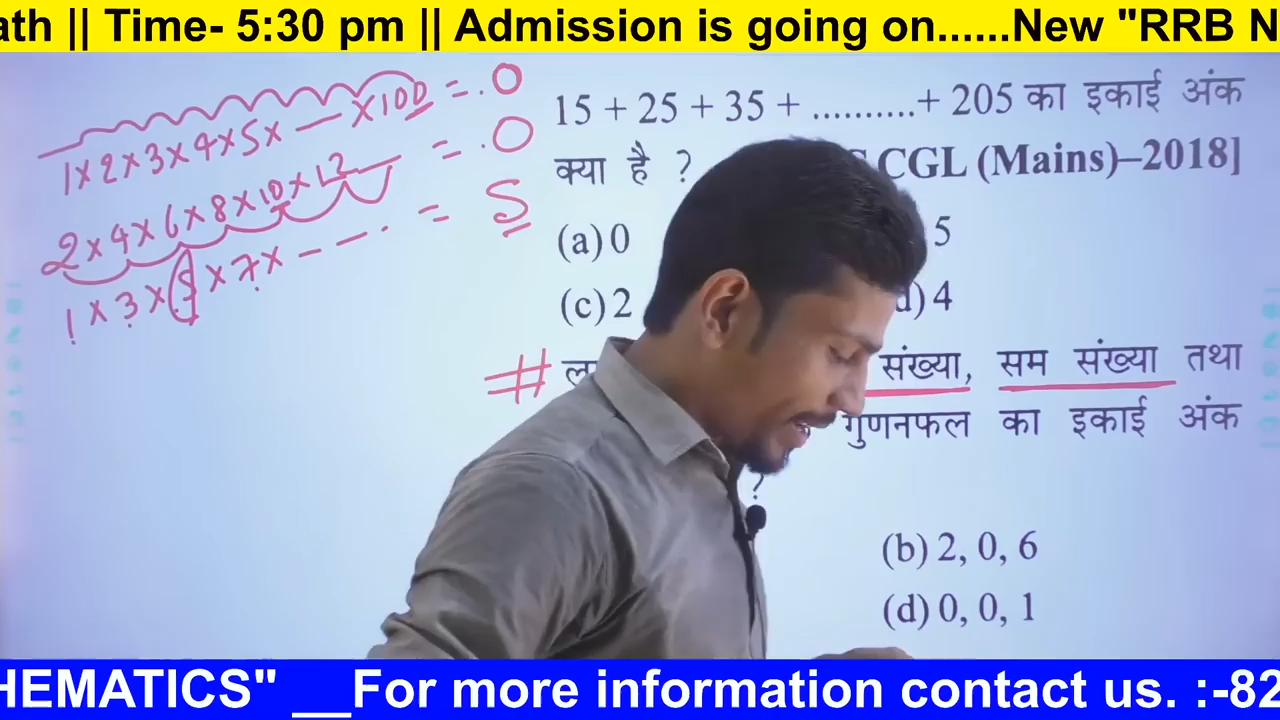 ath || Time- 5:30 pm || Admission is going on......New "RRB N
1×2×3×4×5× — ×100 = .0
2×4×6×8×10×12 — = .0
1×3×5×7× - - - . = 5
15 + 25 + 35 + ..........+ 205 का इकाई अंक
क्या है ? CGL (Mains)–2018]
(a) 0 5
(c) 2 d) 4
# संख्या, सम संख्या तथा
गुणनफल का इकाई अंक
?
(b) 2, 0, 6
(d) 0, 0, 1
HEMATICS" __For more information contact us. :-82